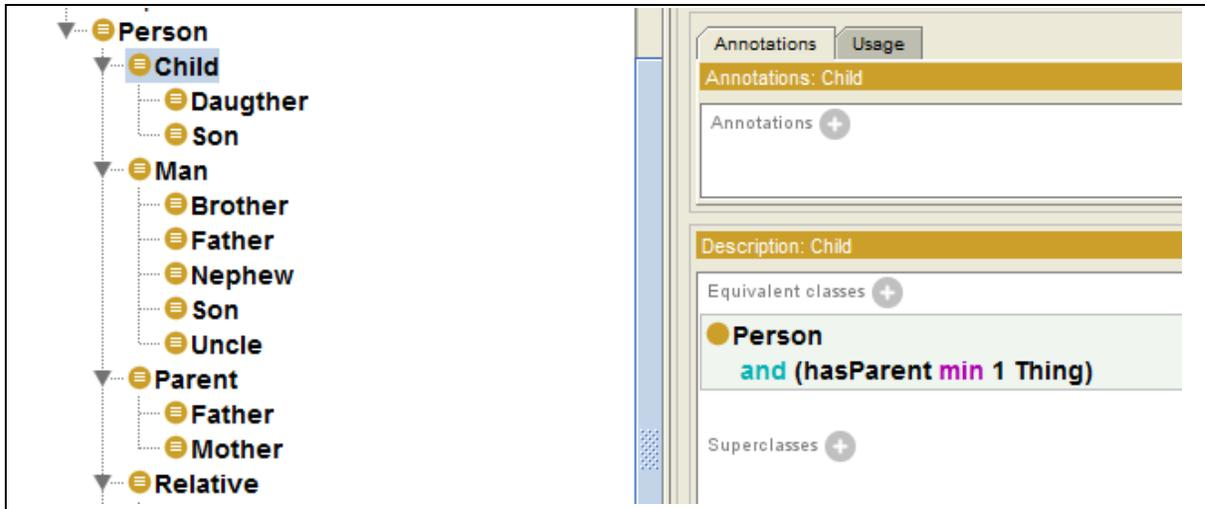 Person
Child
Daugther
Son
Man
Brother
Father
Nephew
Son
Uncle
Parent
Father
Mother
Relative
Annotations Usage
Annotations: Child
Annotations
Description: Child
Equivalent classes
Person
and (hasParent min 1 Thing)
Superclasses